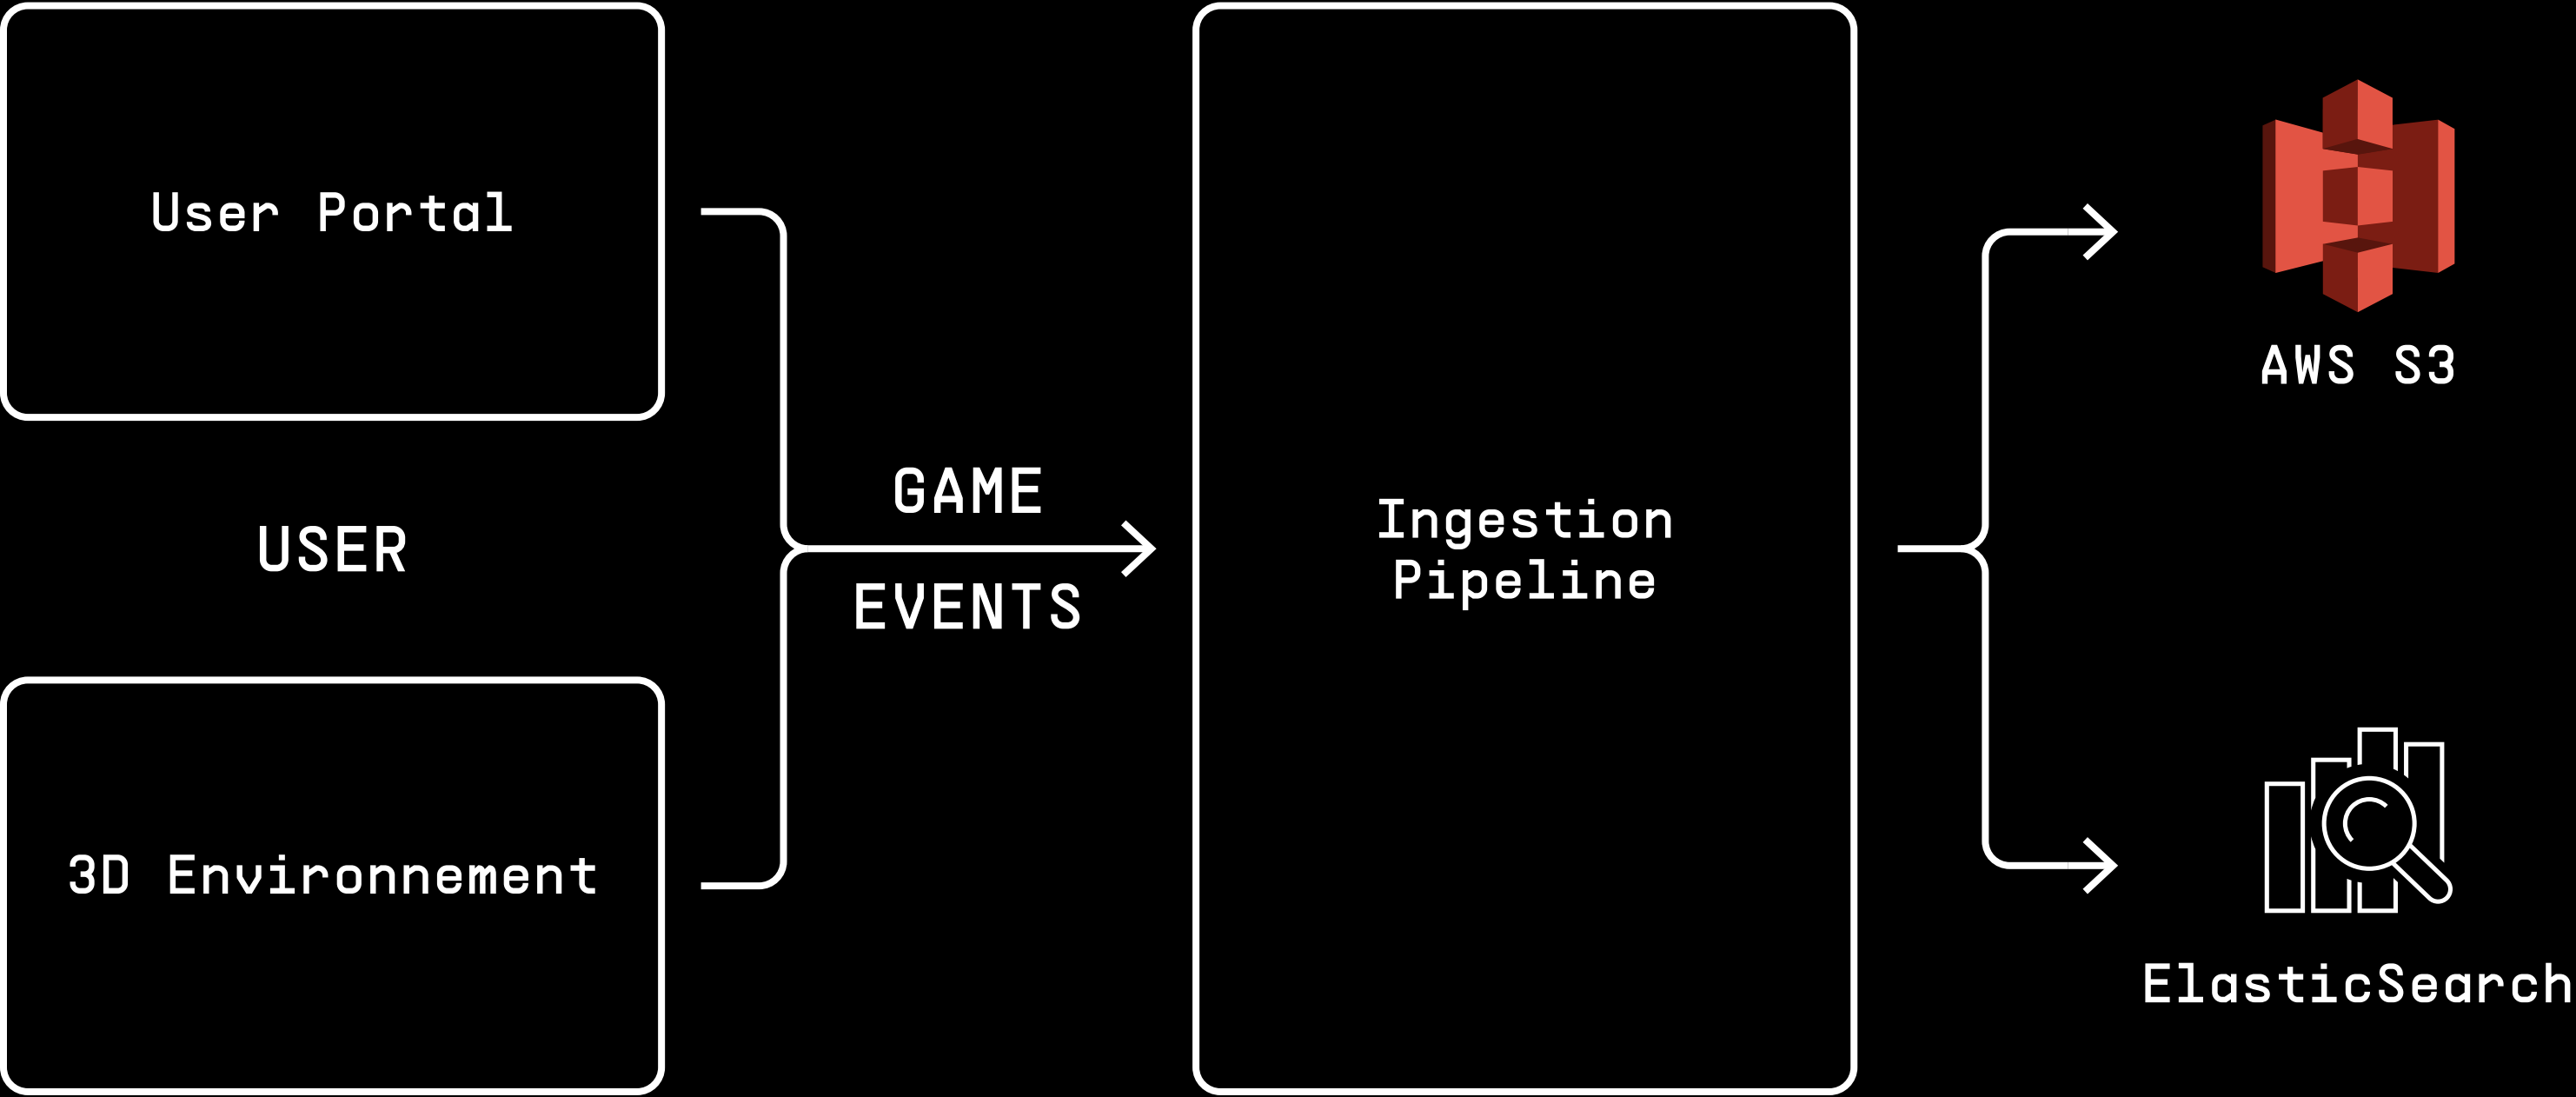 User Portal
USER
3D Environnement
GAME
EVENTS
Ingestion
Pipeline
AWS S3
ElasticSearch